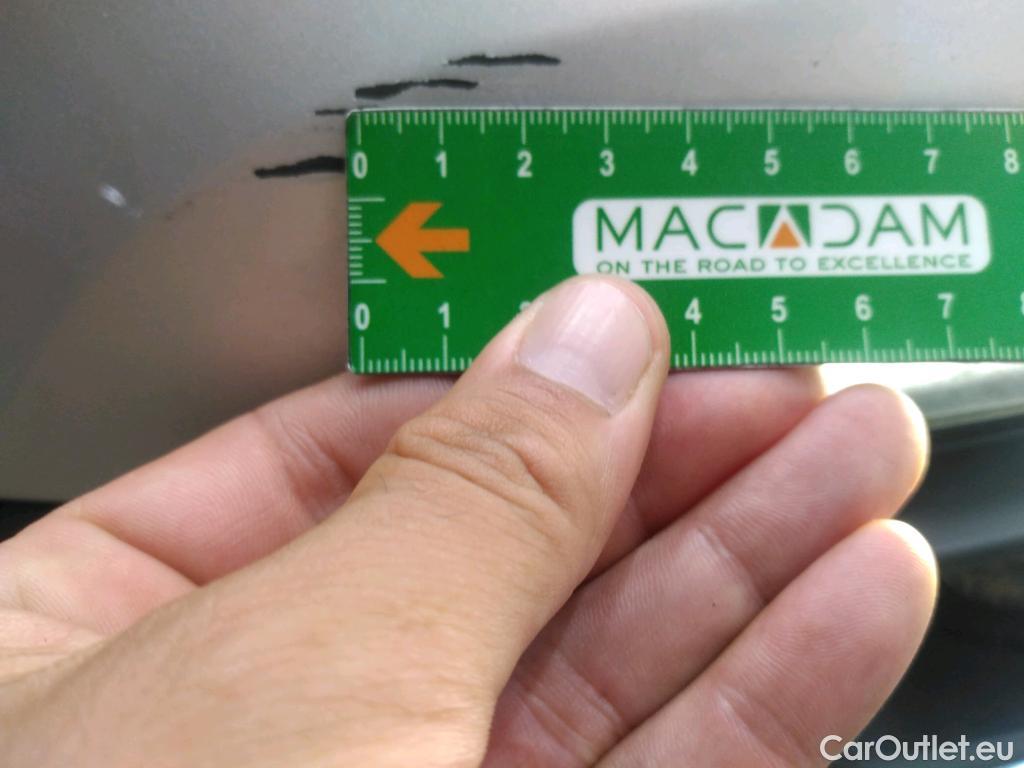 0 1 2 3 4 5 6 7 8
MACADAM
ON THE ROAD TO EXCELLENCE
0 1 2 4 5 6 7
CarOutlet.eu